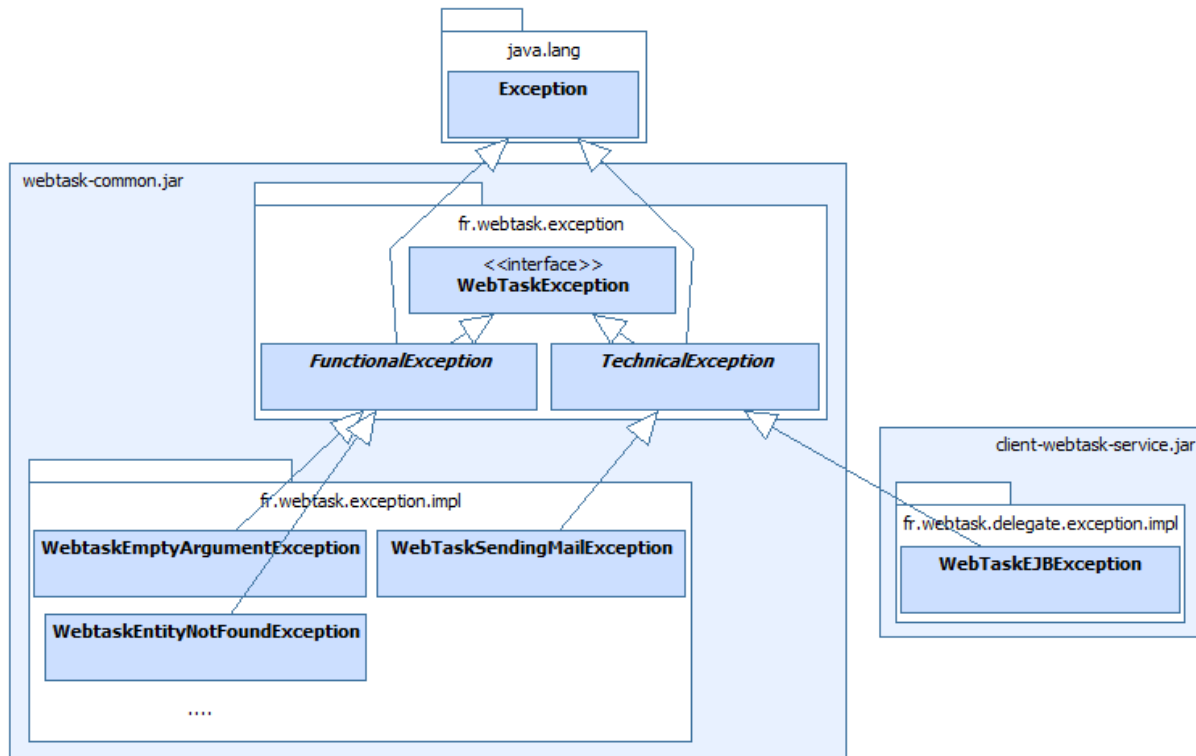 java.lang
Exception
webtask-common.jar
fr.webtask.exception
<<interface>>
WebTaskException
FunctionalException
TechnicalException
client-webtask-service.jar
fr.webtask.exception.impl
fr.webtask.delegate.exception.impl
WebtaskEmptyArgumentException
WebTaskSendingMailException
WebTaskEJBException
WebtaskEntityNotFoundException
....